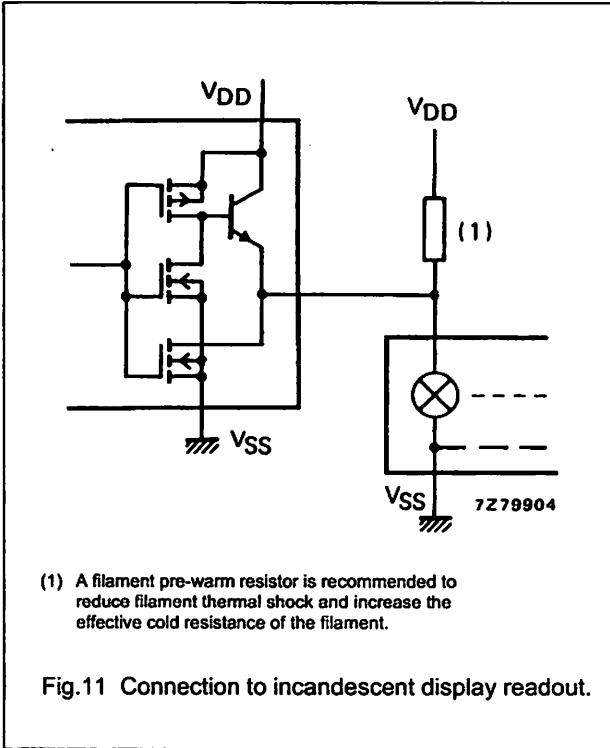 VDD
VDD
(1)
VSS
VSS
7Z79904
(1) A filament pre-warm resistor is recommended to
reduce filament thermal shock and increase the
effective cold resistance of the filament.
Fig.11 Connection to incandescent display readout.